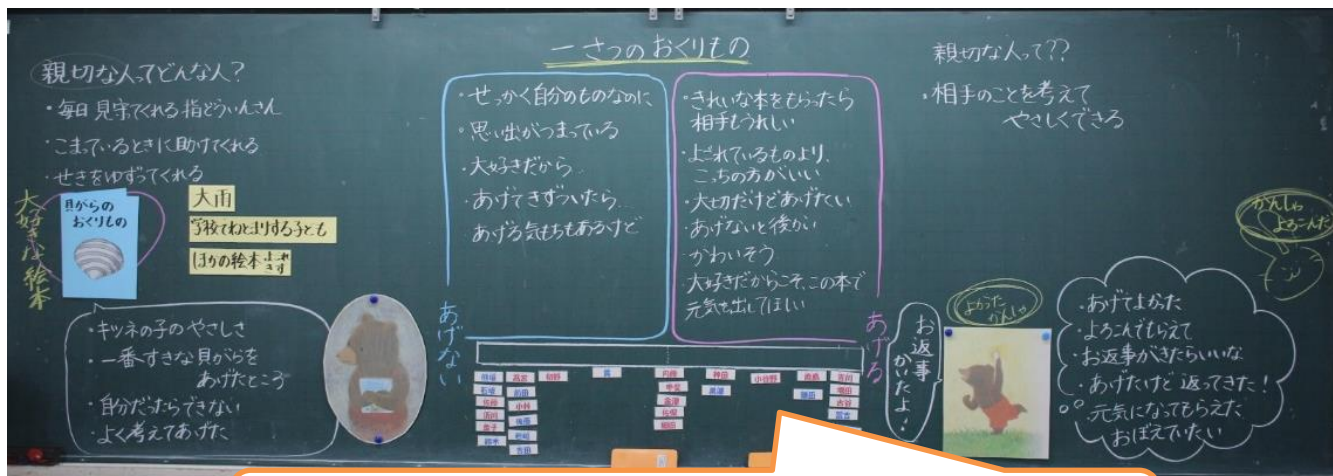 一さつのおくりもの
親切な人ってどんな人?
・毎日見守てくれる指どういんさん
・こまっているときに助けてくれる
・せきをゆずってくれる
大好きな絵本
貝がらの
おくりもの
大雨
学校でねとまりする子ども
ほかの絵本 よごれ
きず
・キツネの子のやさしさ
・一番すきな貝がらを
あげたところ
・自分だったらできない
・よく考えてあげた
・せっかく自分のものなのに
・思い出がつまっている
・大好きだから
・あげてきずついたら…
・あげる気もちもあるけど
あげない
・きれいな本をもらったら
相手もうれしい
・よごれているものより、
こっちの方がいい
・大切だけどあげたい
・あげないと後かい
・かわいそう
・大好きだからこそ、この本で
元気を出してほしい
あげる
親切な人って??
・相手のことを考えて
やさしくできる
かんしゃ
よろこんだ
よかった
かんしゃ
お返事
かいたよ!
・あげてよかった
・よろこんでもらえて
・お返事がきたらいいな
・あげたいけど返ってきた!
・元気になってもらえた
おぼえていたい